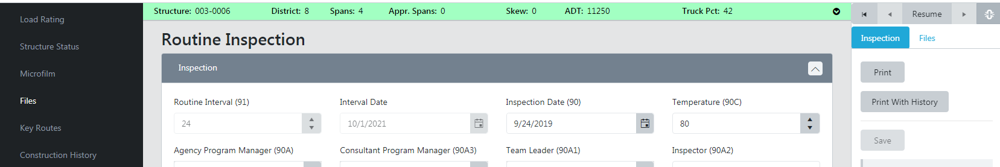 Load Rating
Structure Status
Microfilm
Files
Key Routes
Construction History
Structure: 003-0006 District: 8 Spans: 4 Appr. Spans: 0 Skew: 0 ADT: 11250 Truck Pct: 42
Routine Inspection
Inspection
Routine Interval (91) Interval Date Inspection Date (90) Temperature (90C)
24 10/1/2021 9/24/2019 80
Agency Program Manager (90A) Consultant Program Manager (90A3) Team Leader (90A1) Inspector (90A2)
Resume
Inspection Files
Print
Print With History
Save